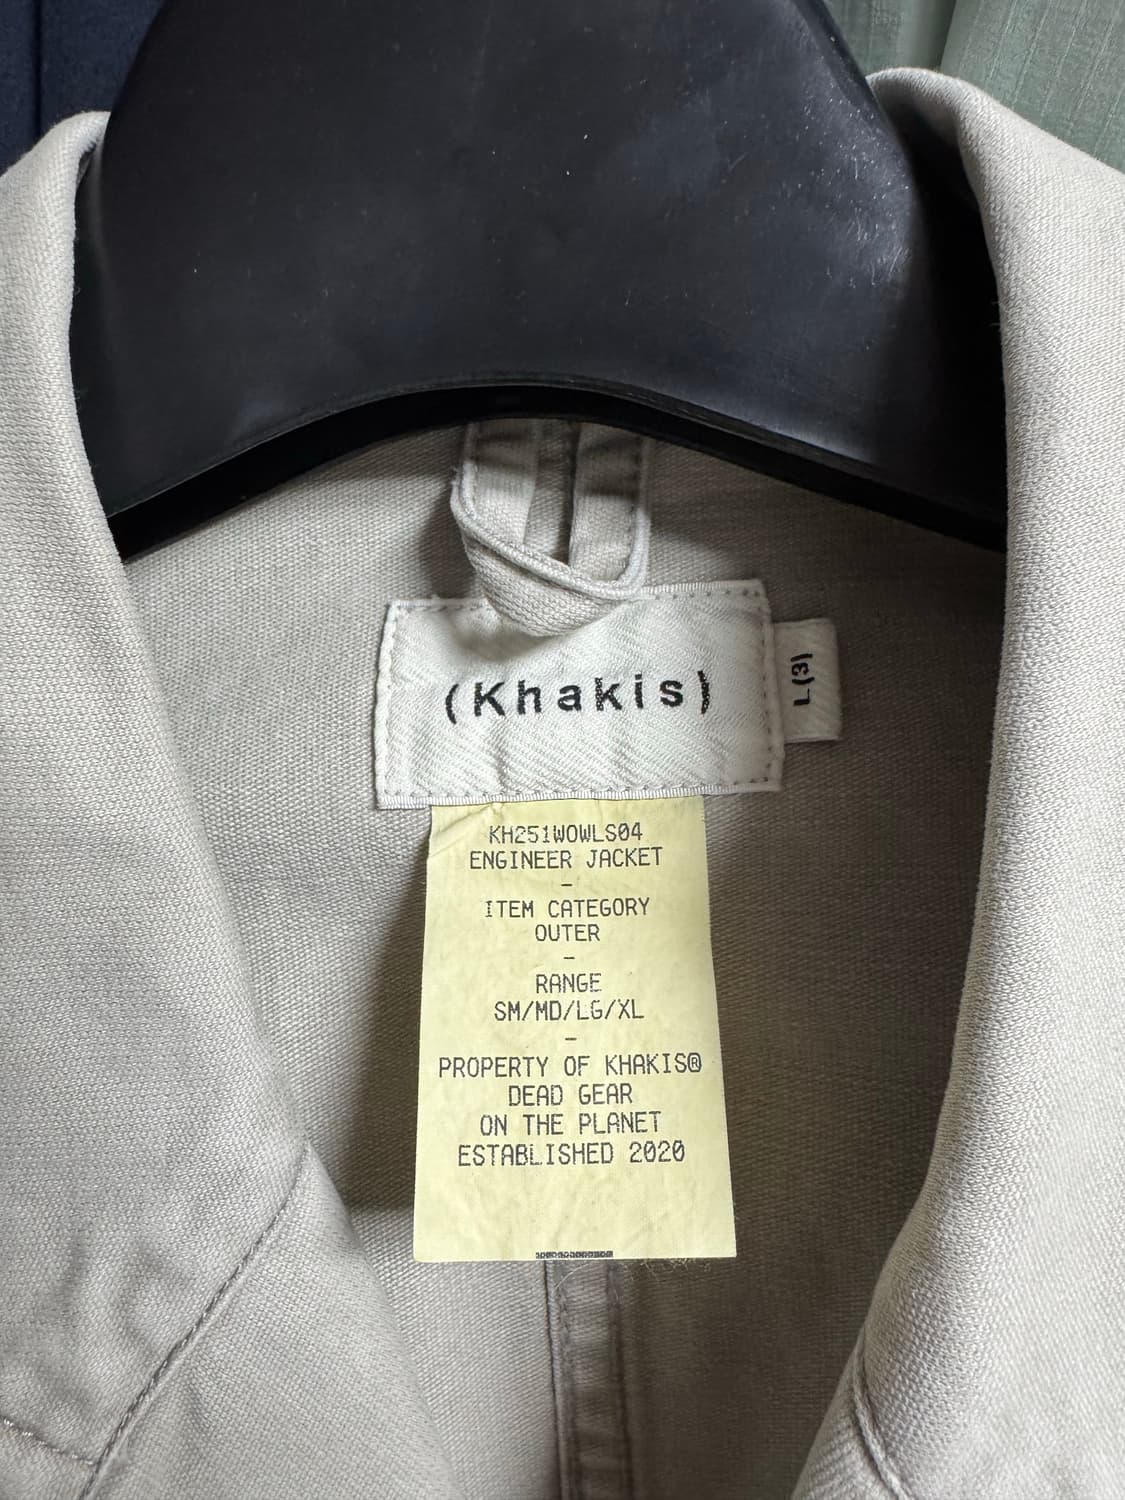 (Khakis)
L(3)
KH251WOWLS04
ENGINEER JACKET
-
ITEM CATEGORY
OUTER
-
RANGE
SM/MD/LG/XL
-
PROPERTY OF KHAKIS®
DEAD GEAR
ON THE PLANET
ESTABLISHED 2020